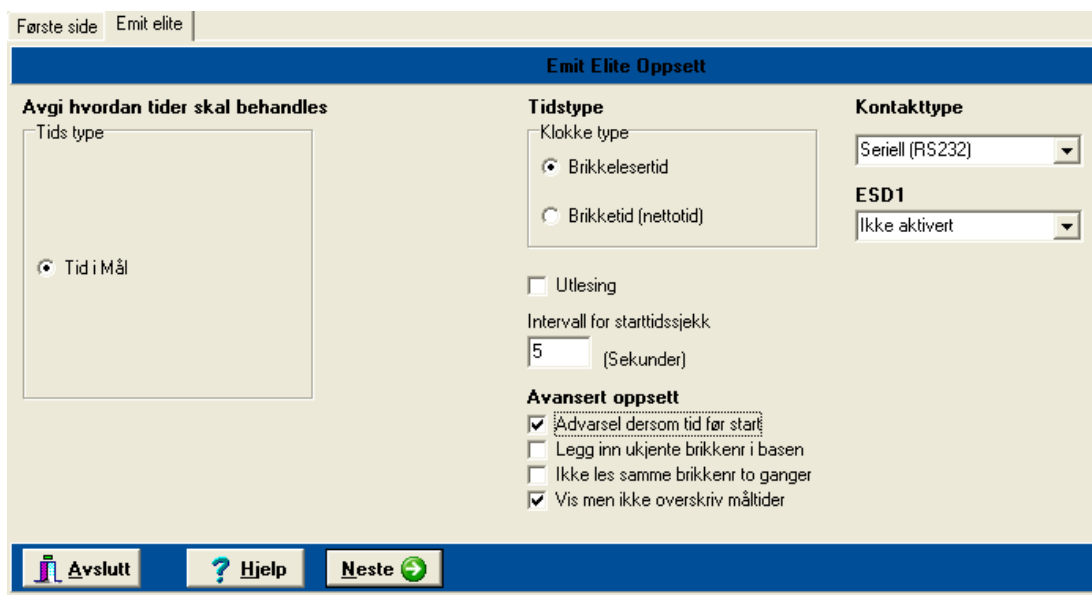 Første side
Emit elite
Emit Elite Oppsett
Avgi hvordan tider skal behandles
Tids type
Tid i Mål
Tidstype
Klokke type
Brikkelesertid
Brikketid (nettotid)
Utlesing
Intervall for starttidssjekk
5 (Sekunder)
Avansert oppsett
Advarsel dersom tid før start
Legg inn ukjente brikkenr i basen
Ikke les samme brikkenr to ganger
Vis men ikke overskriv måltider
Kontakttype
Seriell (RS232)
ESD1
Ikke aktivert
Avslutt
? Hjelp
Neste